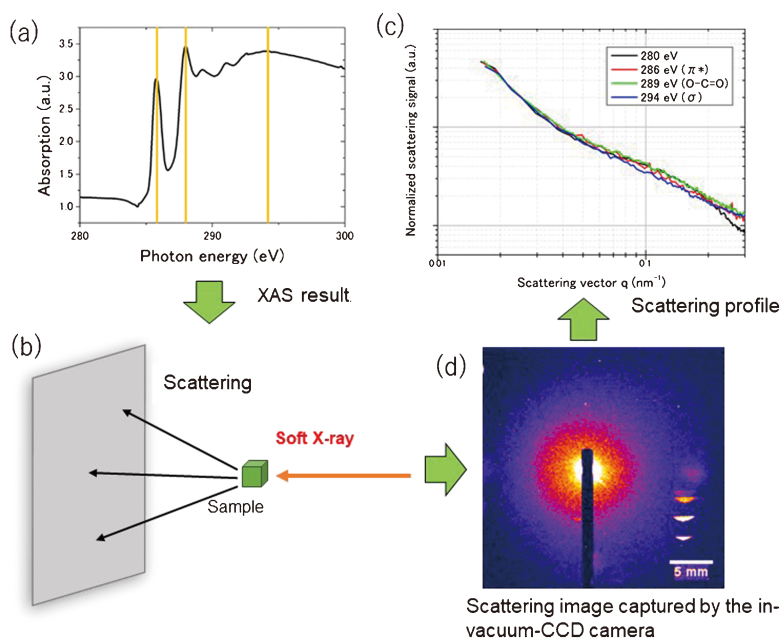 (a)
3.5
3.0
2.5
2.0
1.5
1.0
Absorption (a.u.)
280
290
300
Photon energy (eV)
XAS result
(c)
280 eV
286 eV (π*)
289 eV (O-C=O)
294 eV (σ)
Normalized scattering signal (a.u.)
0.01
0.1
Scattering vector q (nm⁻¹)
Scattering profile
(b)
Scattering
Soft X-ray
Sample
(d)
5 mm
Scattering image captured by the in-
vacuum-CCD camera